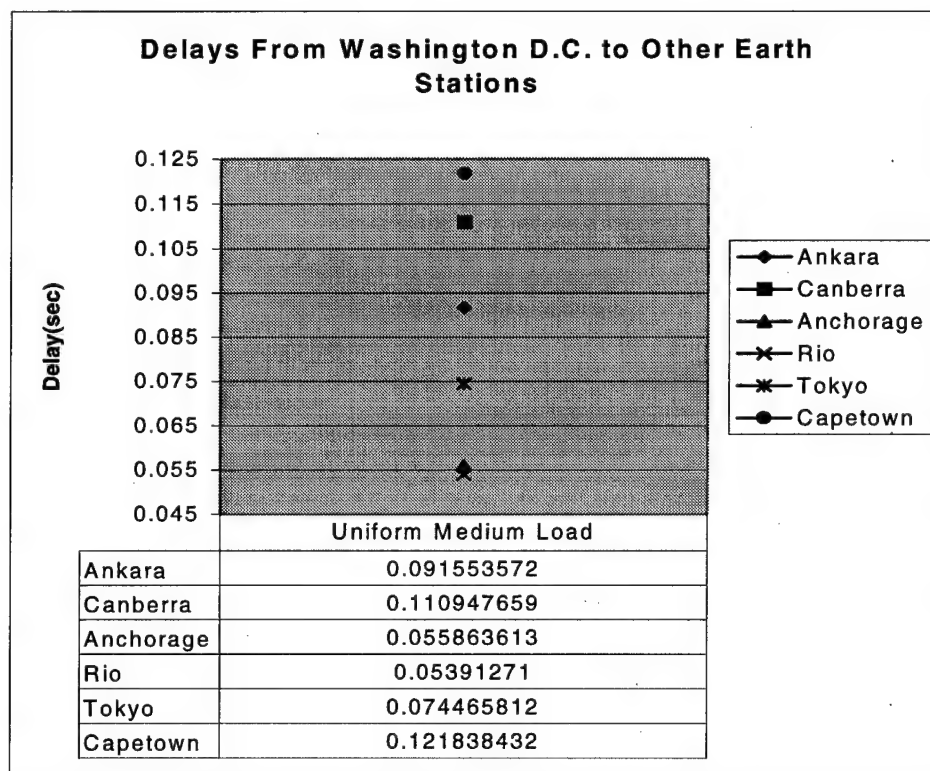 Delays From Washington D.C. to Other Earth
Stations
Delay(sec)
0.125
0.115
0.105
0.095
0.085
0.075
0.065
0.055
0.045
Ankara
Canberra
Anchorage
Rio
Tokyo
Capetown
Uniform Medium Load
Ankara 0.091553572
Canberra 0.110947659
Anchorage 0.055863613
Rio 0.05391271
Tokyo 0.074465812
Capetown 0.121838432